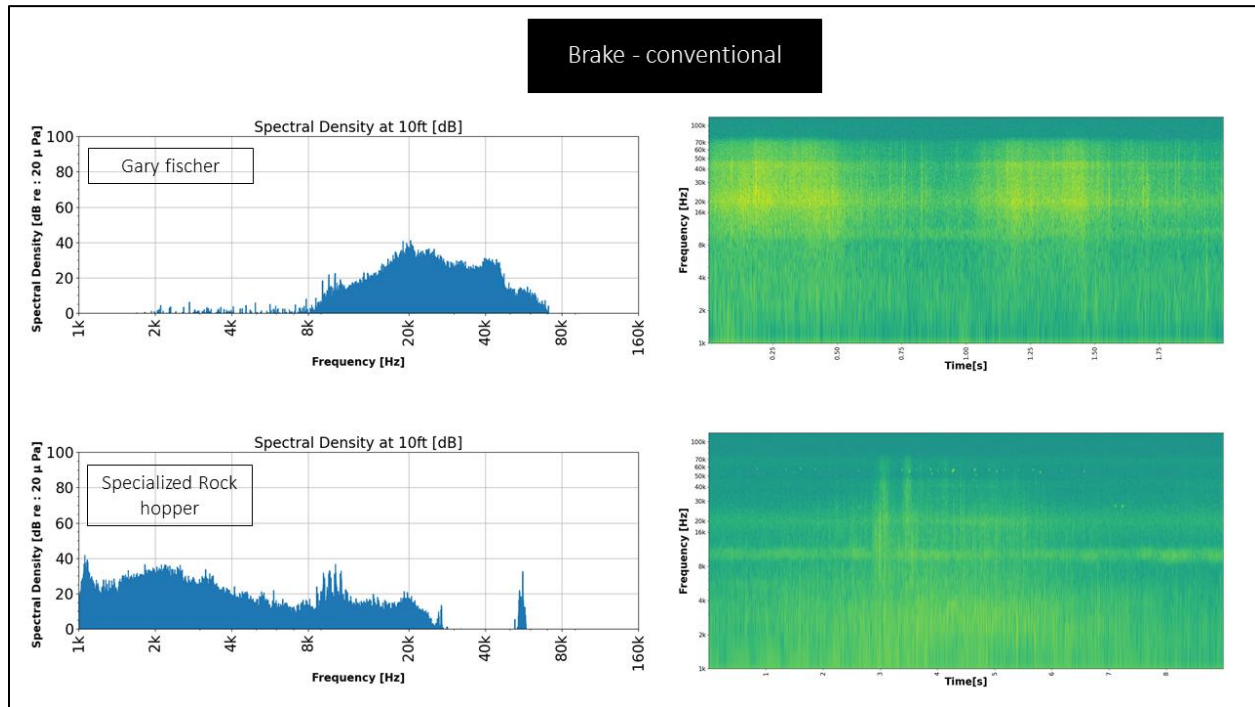 Brake - conventional
Spectral Density at 10ft [dB]
Gary fischer
Spectral Density [dB re : 20 µ Pa]
100
80
60
40
20
0
1k
2k
4k
8k
20k
40k
80k
160k
Frequency [Hz]
Frequency [Hz]
100k
70k
60k
50k
40k
30k
20k
16k
8k
4k
2k
1k
0.25
0.50
0.75
1.00
1.25
1.50
1.75
Time[s]
Spectral Density at 10ft [dB]
Specialized Rock
hopper
Spectral Density [dB re : 20 µ Pa]
100
80
60
40
20
0
1k
2k
4k
8k
20k
40k
80k
160k
Frequency [Hz]
Frequency [Hz]
100k
70k
60k
50k
40k
30k
20k
16k
8k
4k
2k
1k
1
2
3
4
5
6
7
8
Time[s]